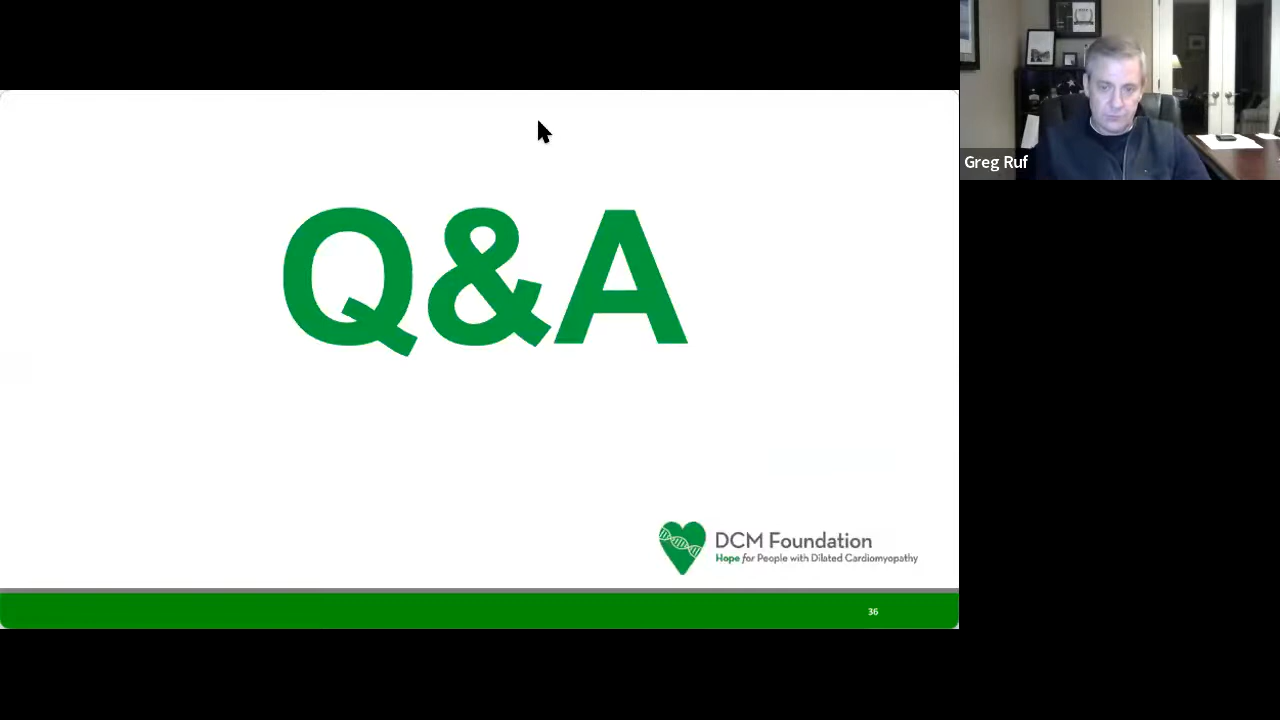 Q&A
Greg Ruf
DCM Foundation
Hope for People with Dilated Cardiomyopathy
36